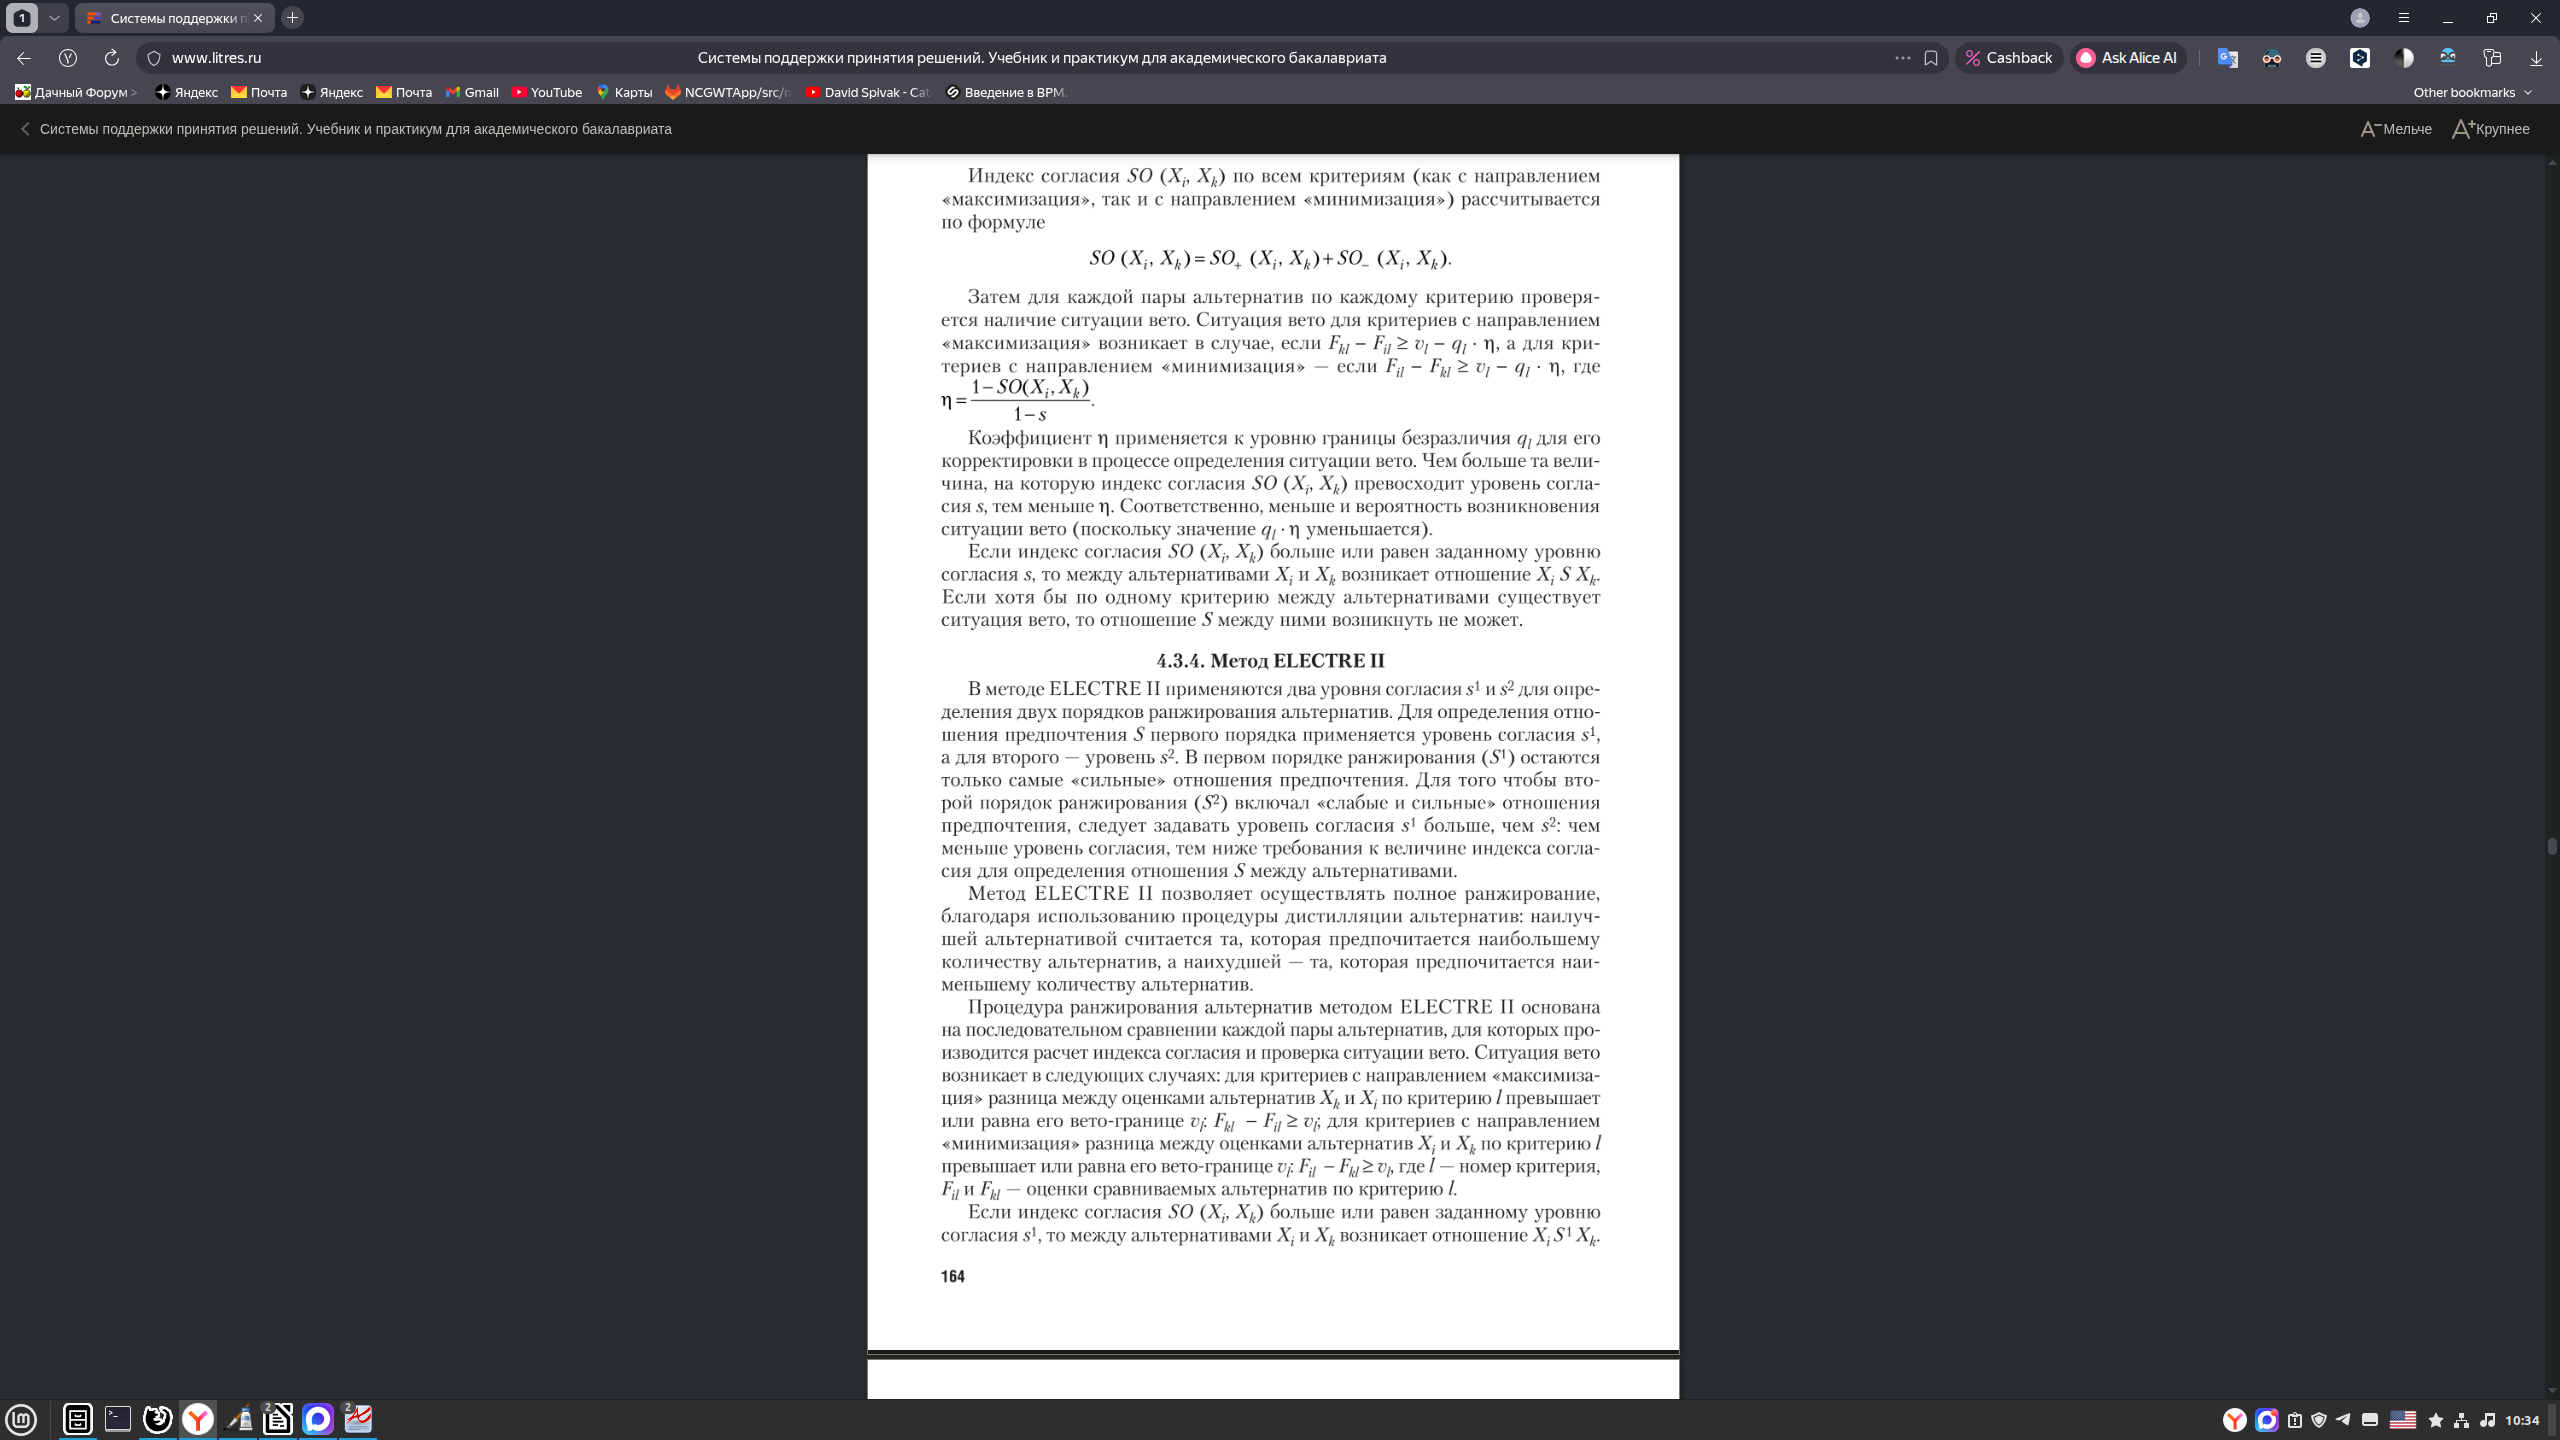 1
Системы поддержки п
www.litres.ru
Системы поддержки принятия решений. Учебник и практикум для академического бакалавриата
Cashback
Ask Alice AI
Дачный Форум >
Яндекс
Почта
Яндекс
Почта
Gmail
YouTube
Карты
NCGWTApp/src/r
David Spivak - Cat
Введение в BPM.
Other bookmarks
Системы поддержки принятия решений. Учебник и практикум для академического бакалавриата
A−Мельче
A+Крупнее
Индекс согласия SO (Xi, Xk) по всем критериям (как с направлением
«максимизация», так и с направлением «минимизация») рассчитывается
по формуле
SO (Xi, Xk) = SO+ (Xi, Xk) + SO− (Xi, Xk).
Затем для каждой пары альтернатив по каждому критерию проверя-
ется наличие ситуации вето. Ситуация вето для критериев с направлением
«максимизация» возникает в случае, если Fkl − Fil ≥ vl − ql · η, а для кри-
териев с направлением «минимизация» — если Fil − Fkl ≥ vl − ql · η, где
η = (1 − SO(Xi, Xk)) / (1 − s).
Коэффициент η применяется к уровню границы безразличия ql для его
корректировки в процессе определения ситуации вето. Чем больше та вели-
чина, на которую индекс согласия SO (Xi, Xk) превосходит уровень согла-
сия s, тем меньше η. Соответственно, меньше и вероятность возникновения
ситуации вето (поскольку значение ql · η уменьшается).
Если индекс согласия SO (Xi, Xk) больше или равен заданному уровню
согласия s, то между альтернативами Xi и Xk возникает отношение Xi S Xk.
Если хотя бы по одному критерию между альтернативами существует
ситуация вето, то отношение S между ними возникнуть не может.
4.3.4. Метод ELECTRE II
В методе ELECTRE II применяются два уровня согласия s¹ и s² для опре-
деления двух порядков ранжирования альтернатив. Для определения отно-
шения предпочтения S первого порядка применяется уровень согласия s¹,
а для второго — уровень s². В первом порядке ранжирования (S¹) остаются
только самые «сильные» отношения предпочтения. Для того чтобы вто-
рой порядок ранжирования (S²) включал «слабые и сильные» отношения
предпочтения, следует задавать уровень согласия s¹ больше, чем s²: чем
меньше уровень согласия, тем ниже требования к величине индекса согла-
сия для определения отношения S между альтернативами.
Метод ELECTRE II позволяет осуществлять полное ранжирование,
благодаря использованию процедуры дистилляции альтернатив: наилуч-
шей альтернативой считается та, которая предпочитается наибольшему
количеству альтернатив, а наихудшей — та, которая предпочитается наи-
меньшему количеству альтернатив.
Процедура ранжирования альтернатив методом ELECTRE II основана
на последовательном сравнении каждой пары альтернатив, для которых про-
изводится расчет индекса согласия и проверка ситуации вето. Ситуация вето
возникает в следующих случаях: для критериев с направлением «максимиза-
ция» разница между оценками альтернатив Xk и Xi по критерию l превышает
или равна его вето-границе vl: Fkl − Fil ≥ vl; для критериев с направлением
«минимизация» разница между оценками альтернатив Xi и Xk по критерию l
превышает или равна его вето-границе vl: Fil − Fkl ≥ vl, где l — номер критерия,
Fil и Fkl — оценки сравниваемых альтернатив по критерию l.
Если индекс согласия SO (Xi, Xk) больше или равен заданному уровню
согласия s¹, то между альтернативами Xi и Xk возникает отношение Xi S¹ Xk.
164
2
2
10:34